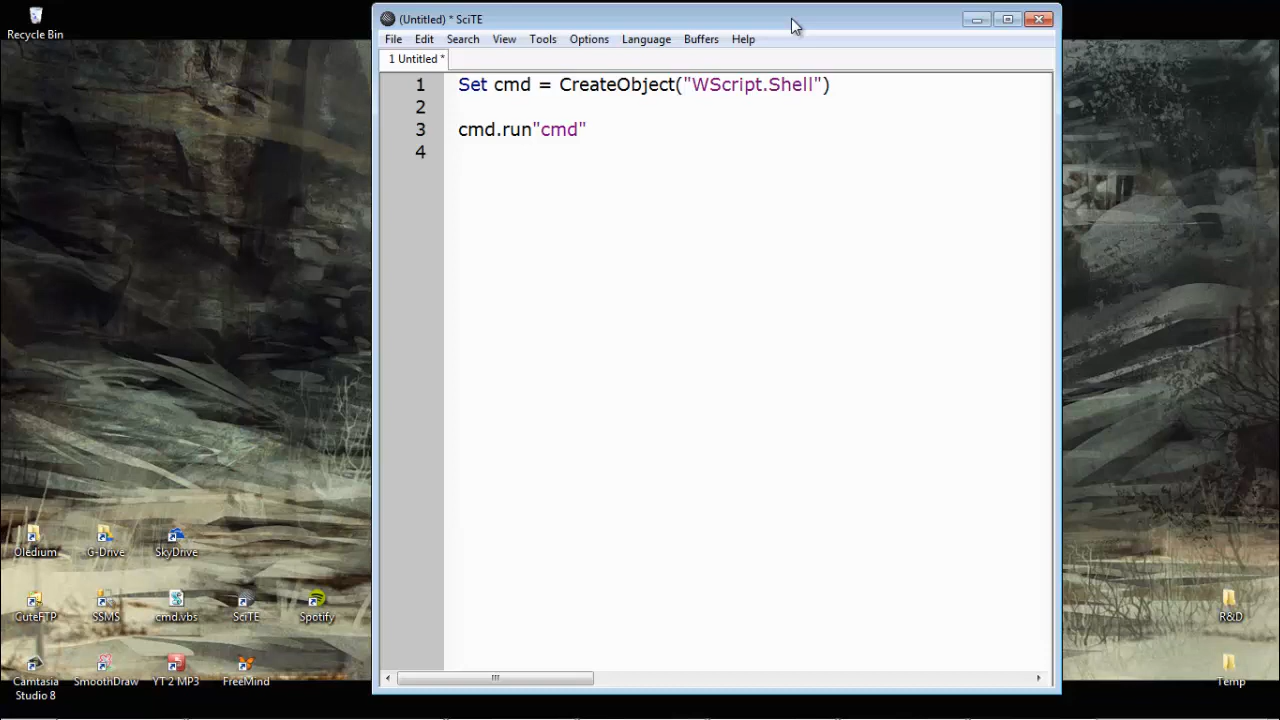 Recycle Bin
(Untitled) * SciTE
File Edit Search View Tools Options Language Buffers Help
1 Untitled *
1 Set cmd = CreateObject("WScript.Shell")
2
3 cmd.run"cmd"
4
Oledium G-Drive SkyDrive
CuteFTP SSMS cmd.vbs SciTE Spotify R&D
Camtasia Studio 8 SmoothDraw YT 2 MP3 FreeMind Temp